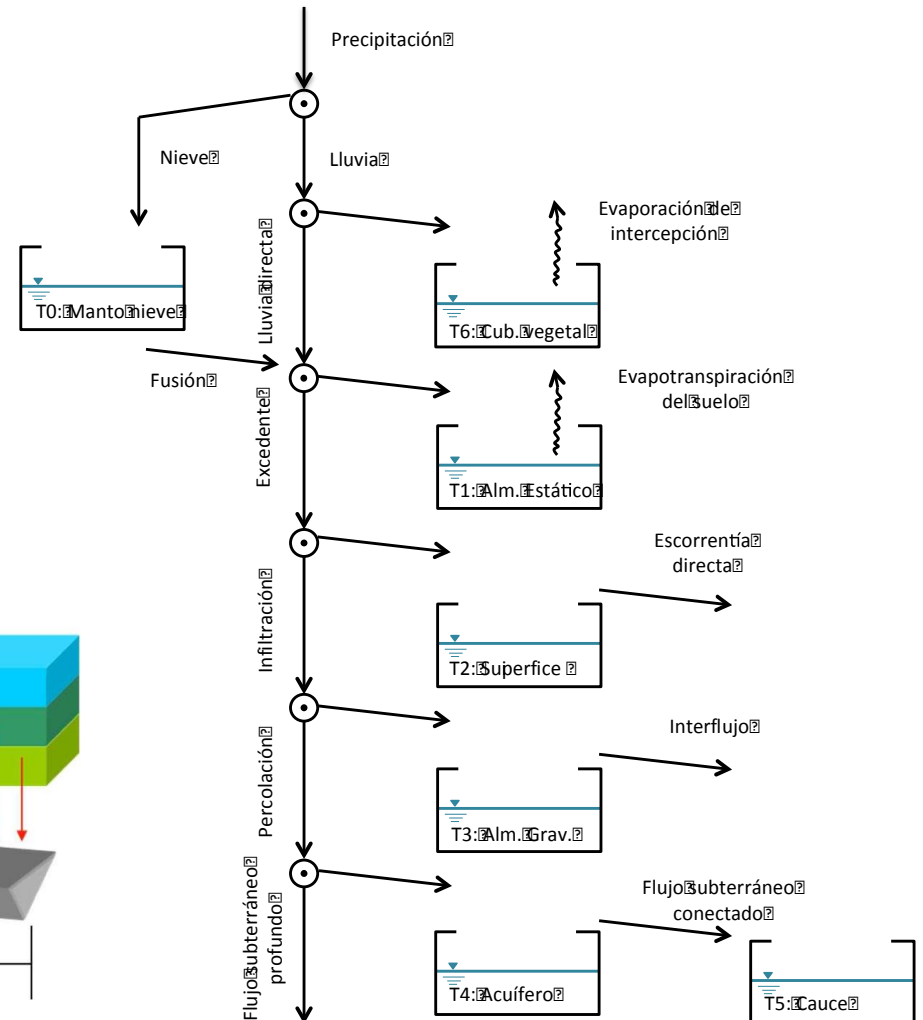 Precipitación
Nieve
Lluvia
Lluvia directa
Evaporación de
intercepción
T0: Manto nieve
T6: Cub. vegetal
Fusión
Excedente
Evapotranspiración
del suelo
T1: Alm. Estático
Infiltración
Escorrentía
directa
T2: Superfice
Percolación
Interflujo
T3: Alm. Grav.
Flujo subterráneo
profundo
Flujo subterráneo
conectado
T4: Acuífero
T5: Cauce